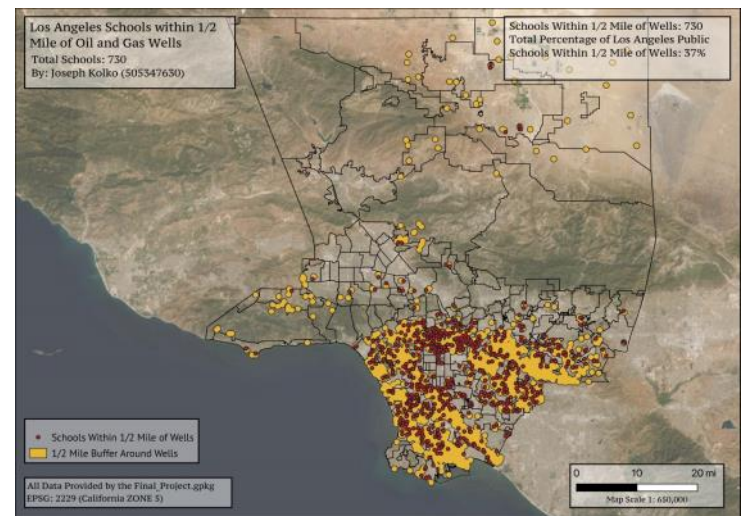 Los Angeles Schools within 1/2
Mile of Oil and Gas Wells
Total Schools: 730
By: Joseph Kolko (505347630)
Schools Within 1/2 Mile of Wells: 730
Total Percentage of Los Angeles Public
Schools Within 1/2 Mile of Wells: 37%
Schools Within 1/2 Mile of Wells
1/2 Mile Buffer Around Wells
All Data Provided by the Final_Project.gpkg
EPSG: 2229 (California ZONE 5)
0 10 20 mi
Map Scale 1: 650,000